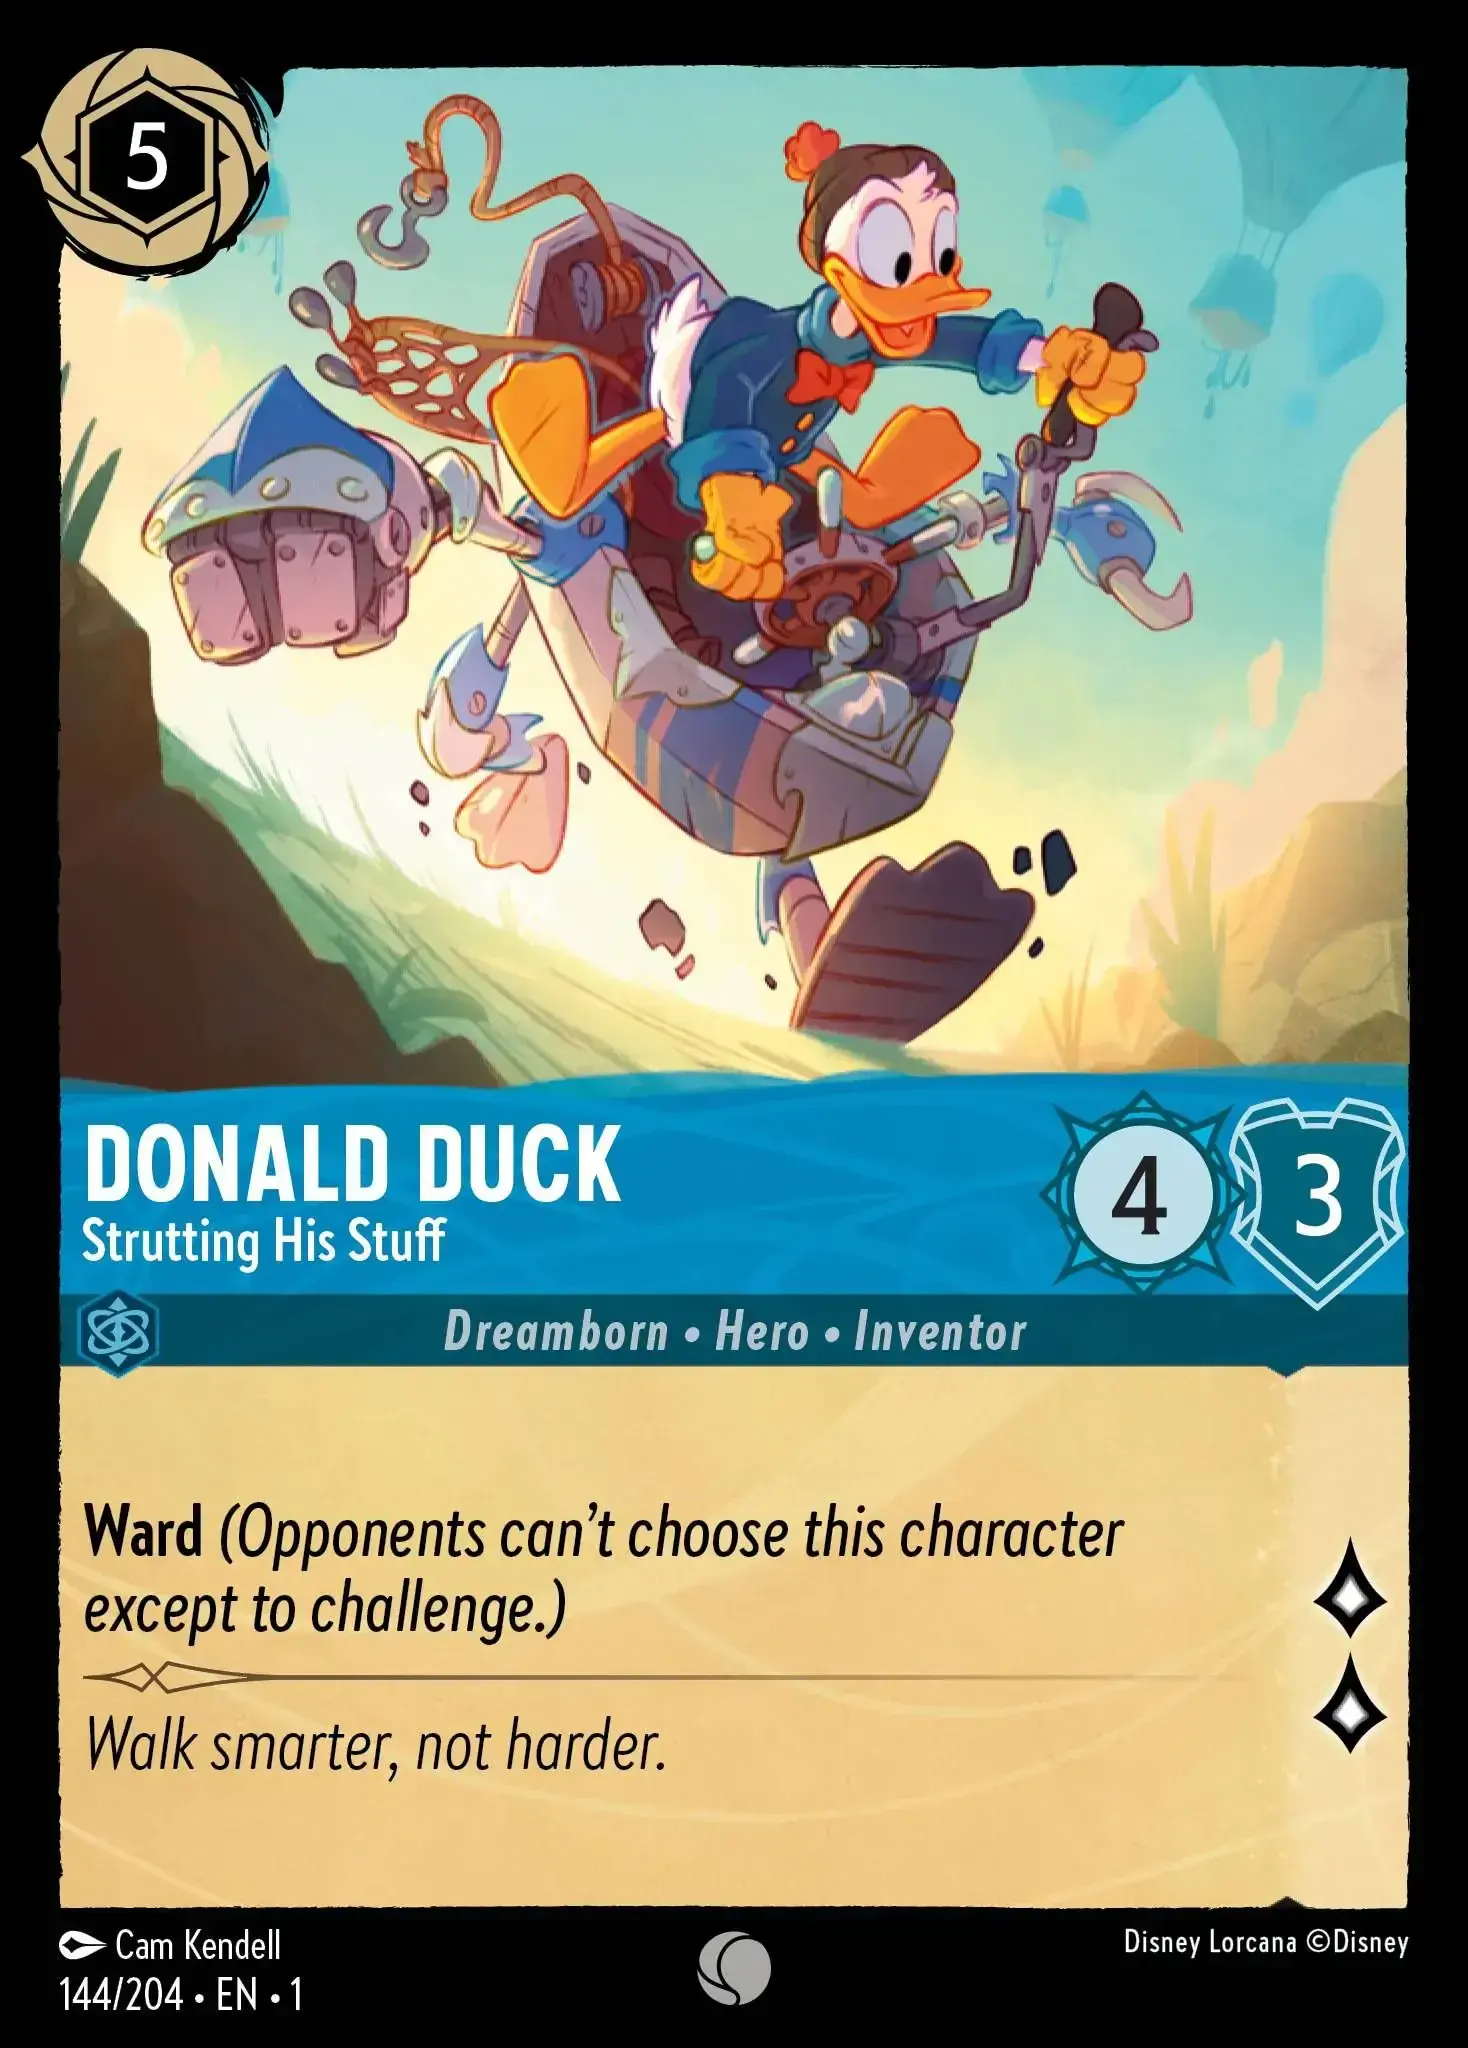 5
DONALD DUCK
Strutting His Stuff
4
3
Dreamborn • Hero • Inventor
Ward (Opponents can't choose this character
except to challenge.)
Walk smarter, not harder.
Cam Kendell
144/204 • EN • 1
Disney Lorcana ©Disney